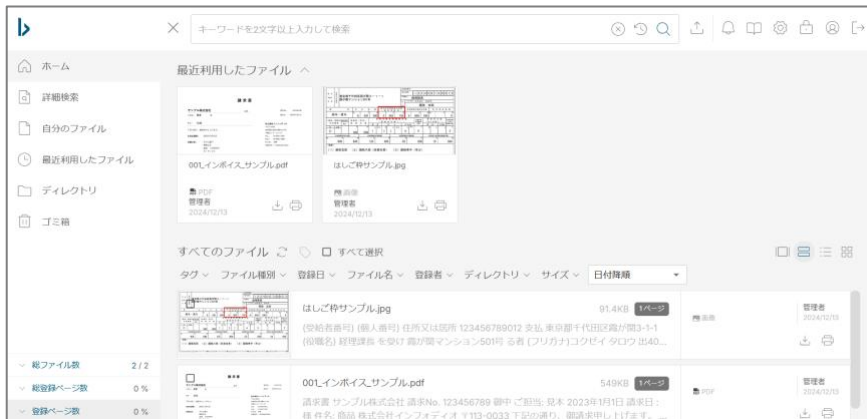 キーワードを2文字以上入力して検索
ホーム
詳細検索
自分のファイル
最近利用したファイル
ディレクトリ
ゴミ箱
総ファイル数 2 / 2
総登録ページ数 0 %
登録ページ数 0 %
最近利用したファイル
請求書
001_インボイス_サンプル.pdf
PDF
管理者
2024/12/13
はしご枠サンプル.jpg
画像
管理者
2024/12/13
すべてのファイル すべて選択
タグ ファイル種別 登録日 ファイル名 登録者 ディレクトリ サイズ 日付降順
はしご枠サンプル.jpg 91.4KB 1ページ
(受給者番号) (個人番号) 住所又は居所 123456789012 支払 東京都千代田区霞が関3-1-1
(役職名) 経理課長 を受け 霞が関マンション501号 る者 (フリガナ) コクゼイ タロウ 出40...
画像
管理者
2024/12/13
001_インボイス_サンプル.pdf 549KB 1ページ
請求書 サンプル株式会社 請求No. 123456789 御中 ご担当: 見本 2023年1月1日 請求日 :
様 件名: 商品 株式会社インフォディオ 〒113-0033 下記の通り、御請求申し上げます。
PDF
管理者
2024/12/13